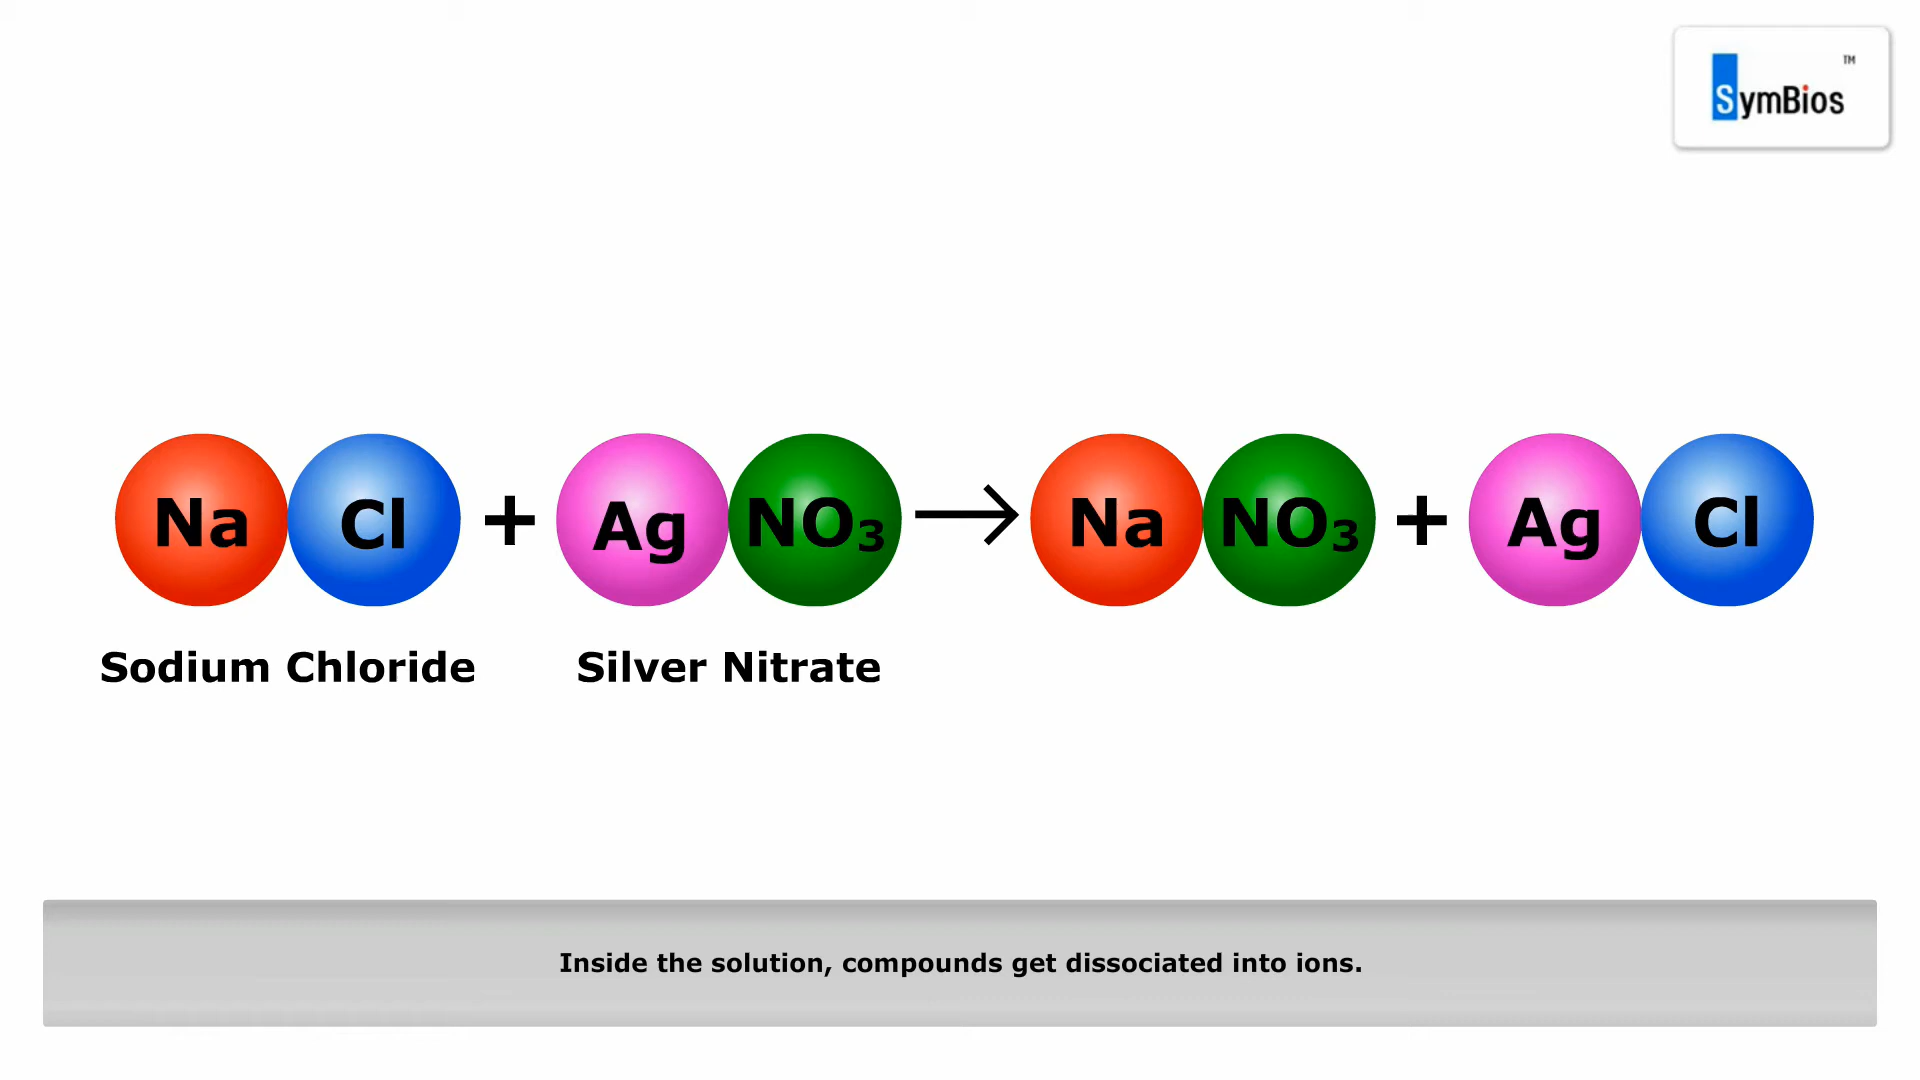 SymBios™
Na Cl + Ag NO₃ → Na NO₃ + Ag Cl
Sodium Chloride Silver Nitrate
Inside the solution, compounds get dissociated into ions.